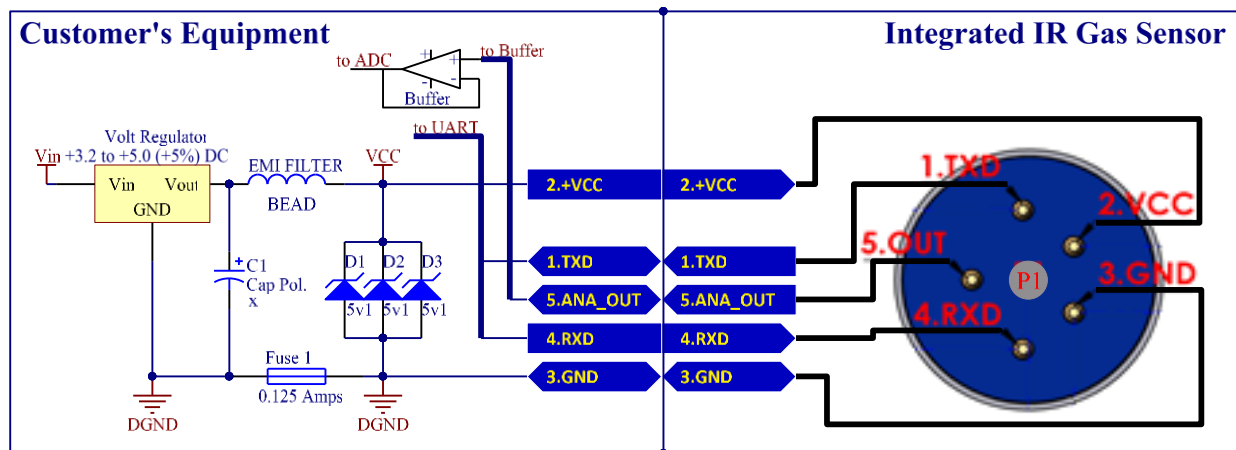 Customer's Equipment
Integrated IR Gas Sensor
to ADC
to Buffer
Buffer
to UART
Volt Regulator
+3.2 to +5.0 (+5%) DC
Vin
Vin Vout
GND
EMI FILTER
BEAD
VCC
2.+VCC
2.+VCC
1.TXD
2.VCC
5.OUT
1.TXD
1.TXD
C1
Cap Pol.
x
D1 D2 D3
5v1 5v1 5v1
5.ANA_OUT
5.ANA_OUT
P1
3.GND
4.RXD
4.RXD
4.RXD
Fuse 1
0.125 Amps
3.GND
3.GND
DGND
DGND